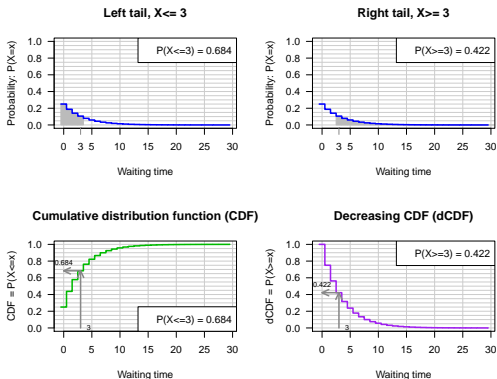 Left tail, X<= 3
Probability: P(X=x)
1.0
0.8
0.6
0.4
0.2
0.0
P(X<=3) = 0.684
0 3 5 10 15 20 25 30
Waiting time
Right tail, X>= 3
Probability: P(X=x)
1.0
0.8
0.6
0.4
0.2
0.0
P(X>=3) = 0.422
0 3 5 10 15 20 25 30
Waiting time
Cumulative distribution function (CDF)
CDF = P(X<=x)
1.0
0.8
0.6
0.4
0.2
0.0
0.684
3
P(X<=3) = 0.684
0 5 10 15 20 25 30
Waiting time
Decreasing CDF (dCDF)
dCDF = P(X>=x)
1.0
0.8
0.6
0.4
0.2
0.0
P(X>=3) = 0.422
0.422
3
0 5 10 15 20 25 30
Waiting time